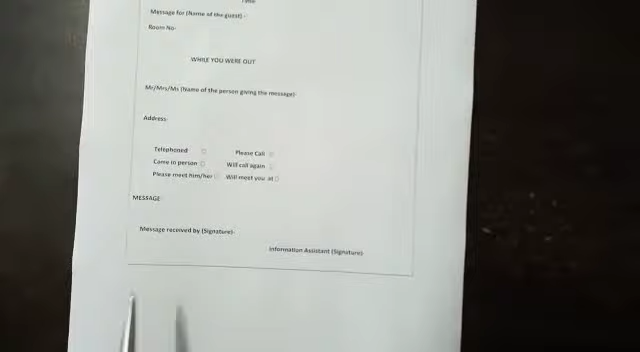 Time
Message for (Name of the guest) -
Room No-
WHILE YOU WERE OUT
Mr/Mrs/Ms (Name of the person giving the message)-
Address-
Telephoned Please Call
Came in person Will call again
Please meet him/her Will meet you at
MESSAGE
Message received by (Signature)-
Information Assistant (Signature)